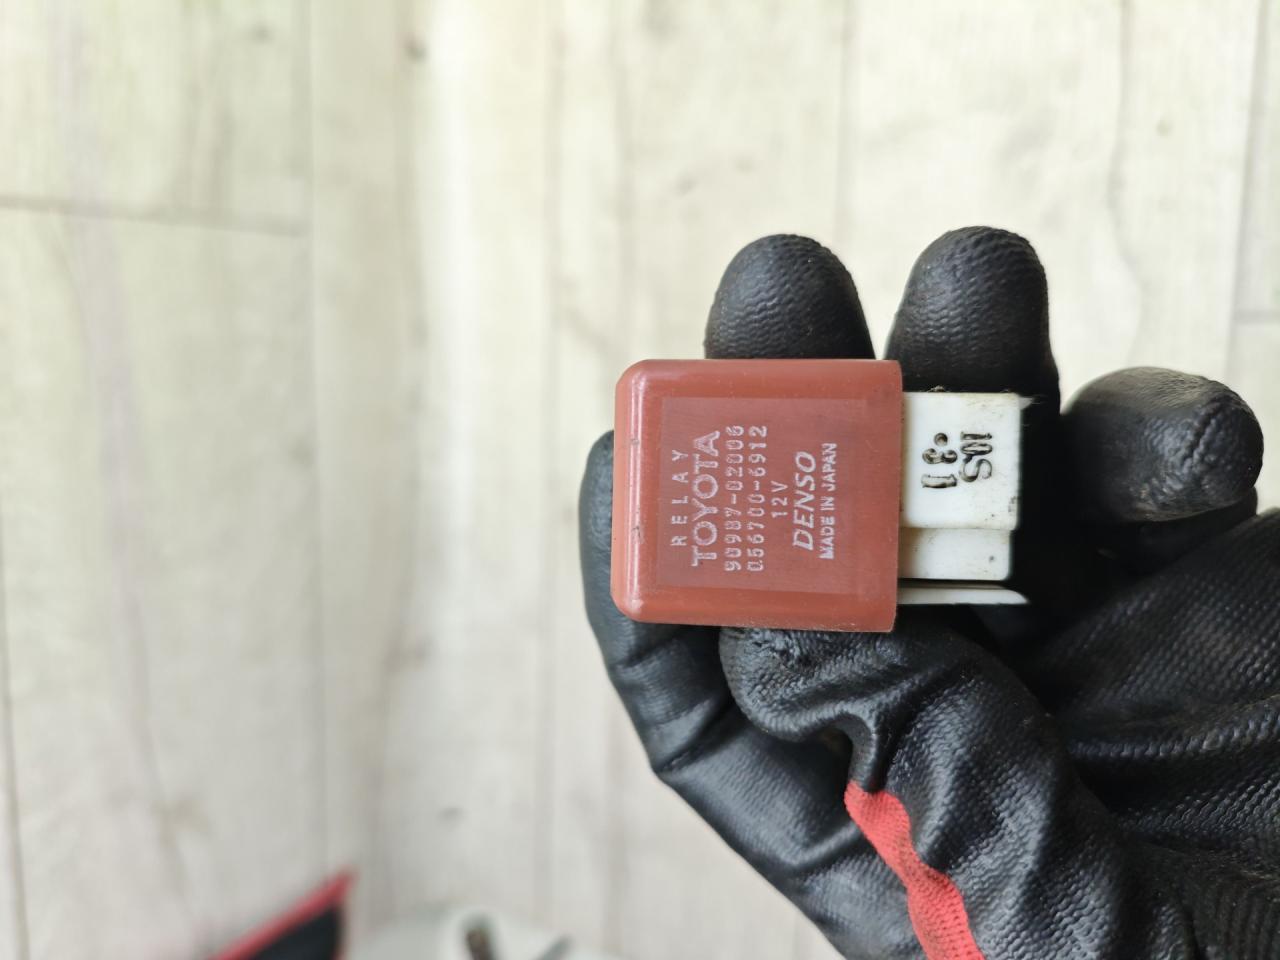 RELAY
TOYOTA
90987-02006
056700-6912
12V
DENSO
MADE IN JAPAN